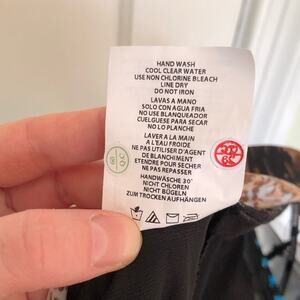 HAND WASH
COOL CLEAR WATER
USE NON CHLORINE BLEACH
LINE DRY
DO NOT IRON
LAVAS A MANO
SOLO CON AGUA FRIA
NO USE BLANQUEADOR
CUELGUESE PARA SECAR
NO LO PLANCHE
LAVER A LA MAIN
A L'EAU FROIDE
NE PAS UTILISER D'AGENT
DE BLANCHIMENT
ETENDRE POUR SECHER
NE PAS REPASSER
HANDWÄSCHE 30°
NICHT CHLOREN
NICHT BÜGELN
ZUM TROCKEN AUFHÄNGEN